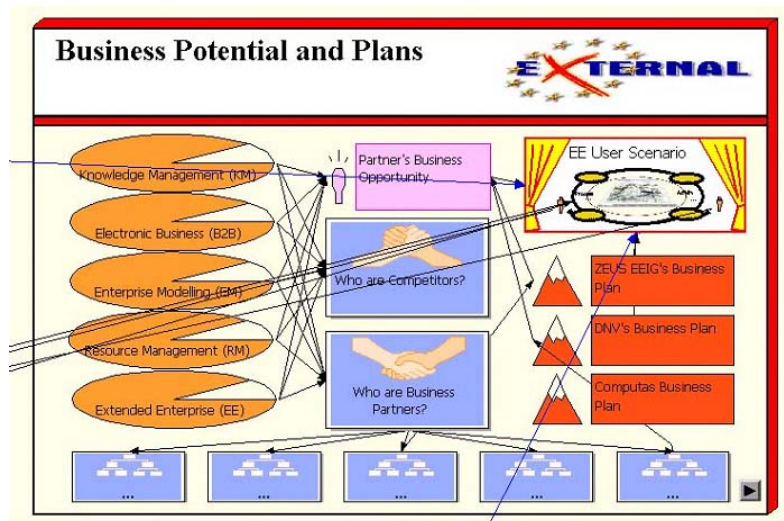 Business Potential and Plans
EXTERNAL
Knowledge Management (KM)
Electronic Business (B2B)
Enterprise Modelling (EM)
Resource Management (RM)
Extended Enterprise (EE)
Partner's Business
Opportunity
Who are Competitors?
Who are Business
Partners?
EE User Scenario
ZEUS EEIG's Business
Plan
DNV's Business Plan
Computas Business
Plan
...
...
...
...
...